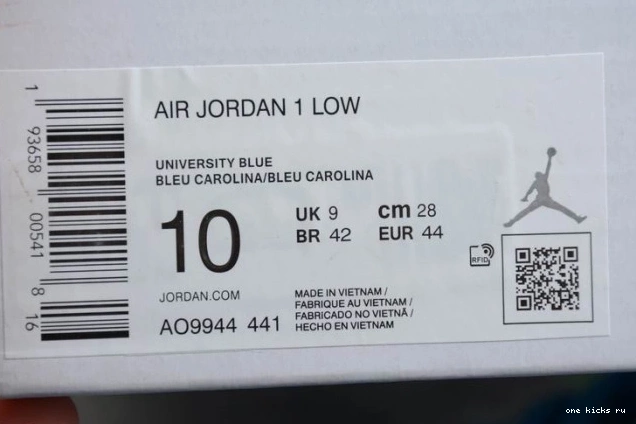 AIR JORDAN 1 LOW
UNIVERSITY BLUE
BLEU CAROLINA/BLEU CAROLINA
10
UK 9 cm 28
BR 42 EUR 44
RFID
JORDAN.COM
AO9944 441
MADE IN VIETNAM /
FABRIQUE AU VIETNAM /
FABRICADO NO VIETNÃ /
HECHO EN VIETNAM
1 93658 00541 8 16
one kicks ru